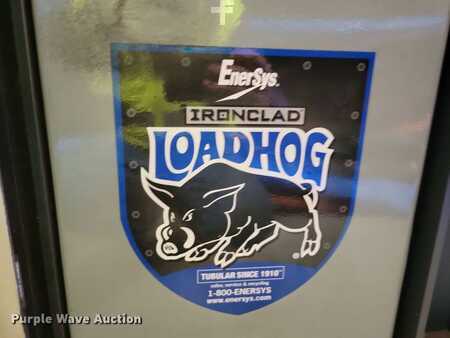 EnerSys.
IRONCLAD
LOADHOG
®
TUBULAR SINCE 1910
sales, service & recycling
1-800-ENERSYS
www.enersys.com
Purple Wave Auction